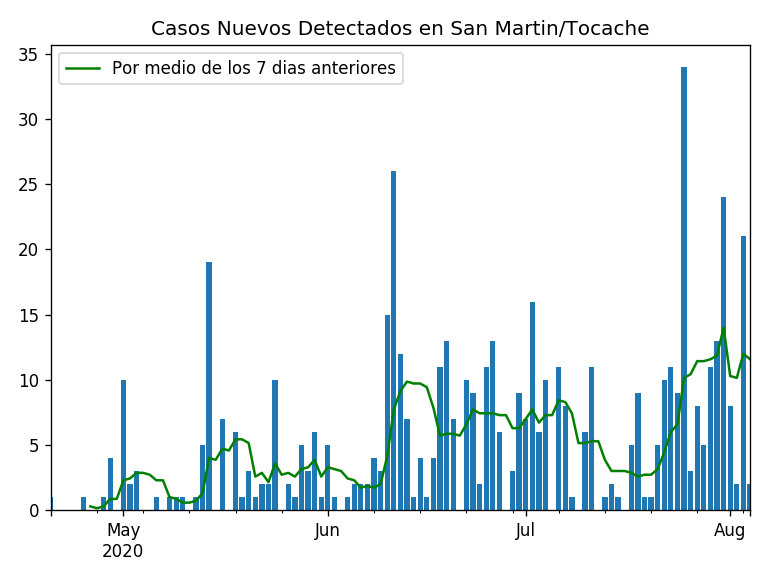 Casos Nuevos Detectados en San Martin/Tocache
Por medio de los 7 dias anteriores
35
30
25
20
15
10
5
0
May
2020
Jun
Jul
Aug